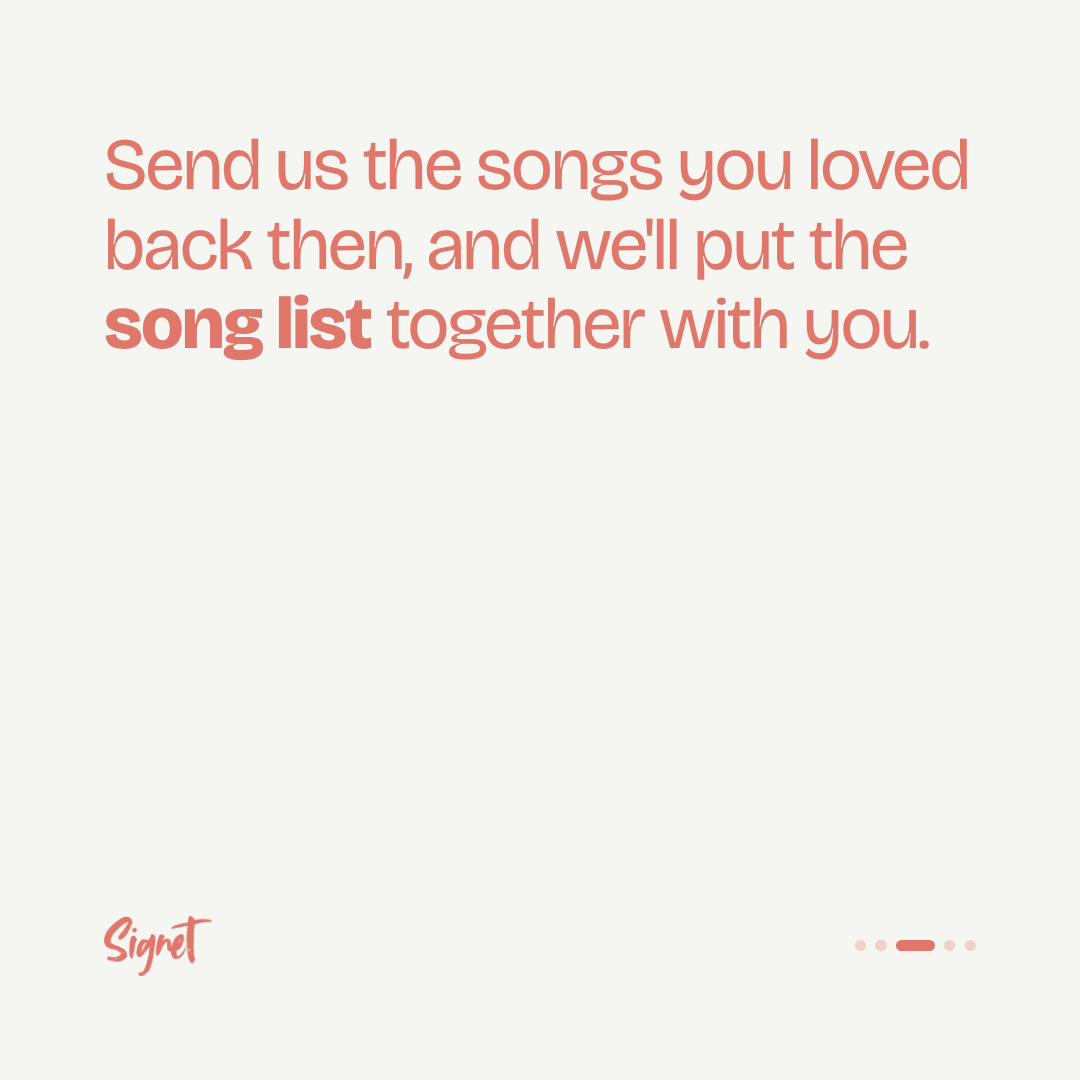 Send us the songs you loved
back then, and we'll put the
song list together with you.
Signet